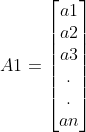 a1
a2
A1 = a3
.
.
an